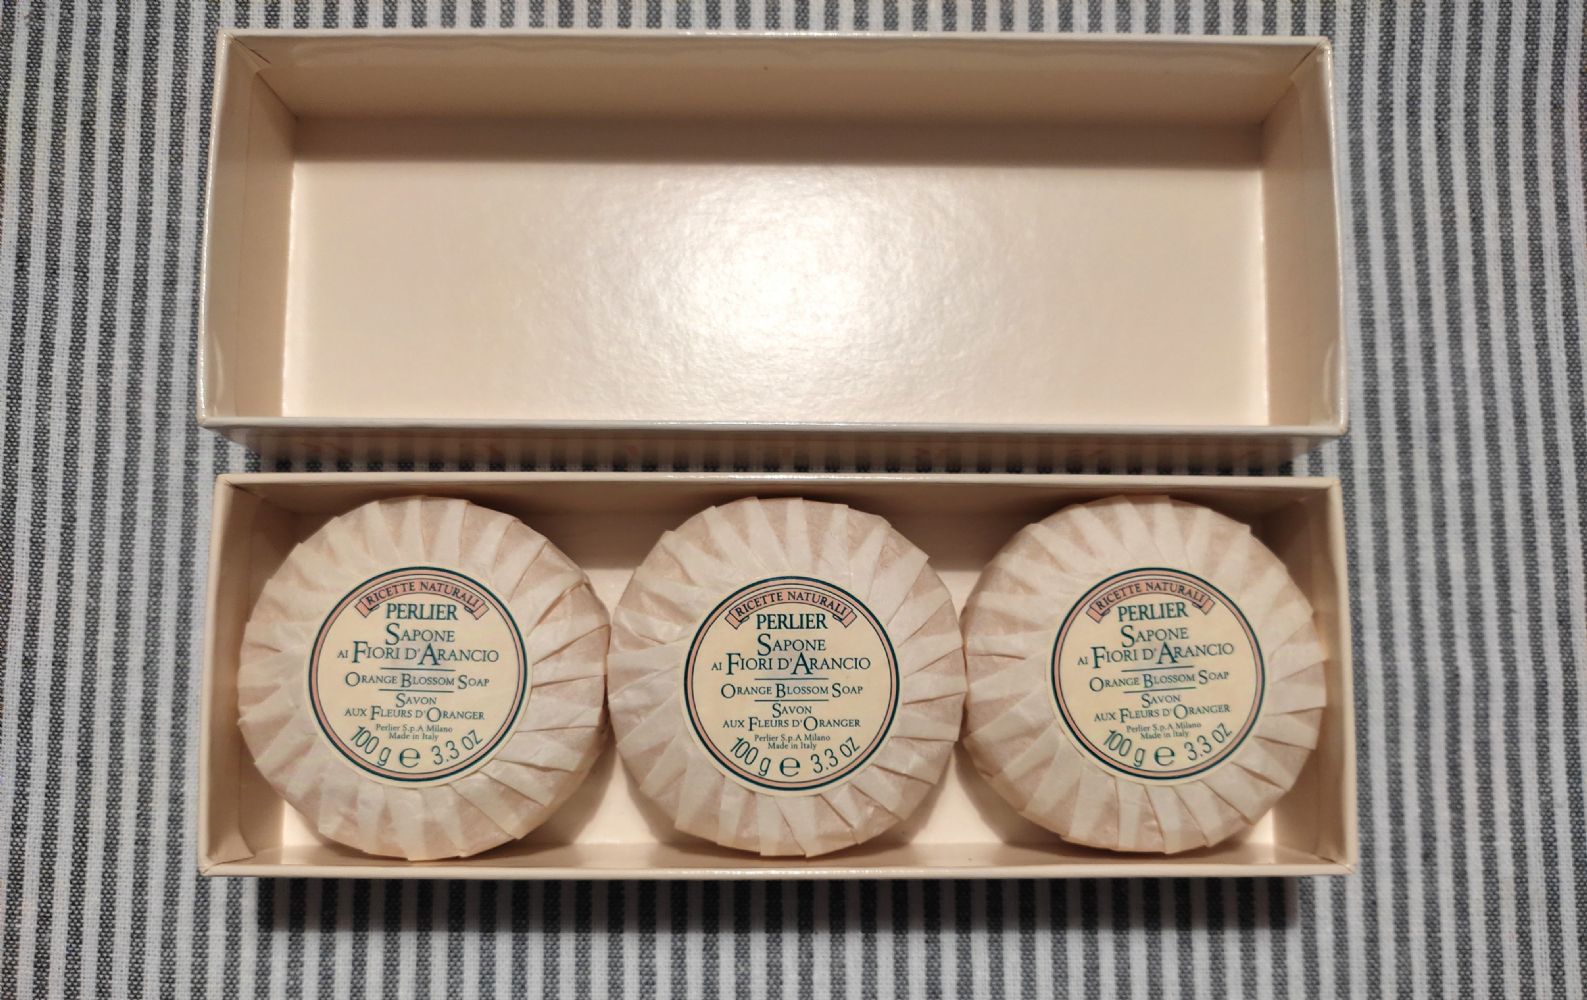 RICETTE NATURALI
PERLIER
SAPONE
AI FIORI D'ARANCIO
ORANGE BLOSSOM SOAP
SAVON
AUX FLEURS D'ORANGER
Perlier S.p.A Milano
Made in Italy
100 g e 3.3 oz
RICETTE NATURALI
PERLIER
SAPONE
AI FIORI D'ARANCIO
ORANGE BLOSSOM SOAP
SAVON
AUX FLEURS D'ORANGER
Perlier S.p.A Milano
Made in Italy
100 g e 3.3 oz
RICETTE NATURALI
PERLIER
SAPONE
AI FIORI D'ARANCIO
ORANGE BLOSSOM SOAP
SAVON
AUX FLEURS D'ORANGER
Perlier S.p.A Milano
Made in Italy
100 g e 3.3 oz